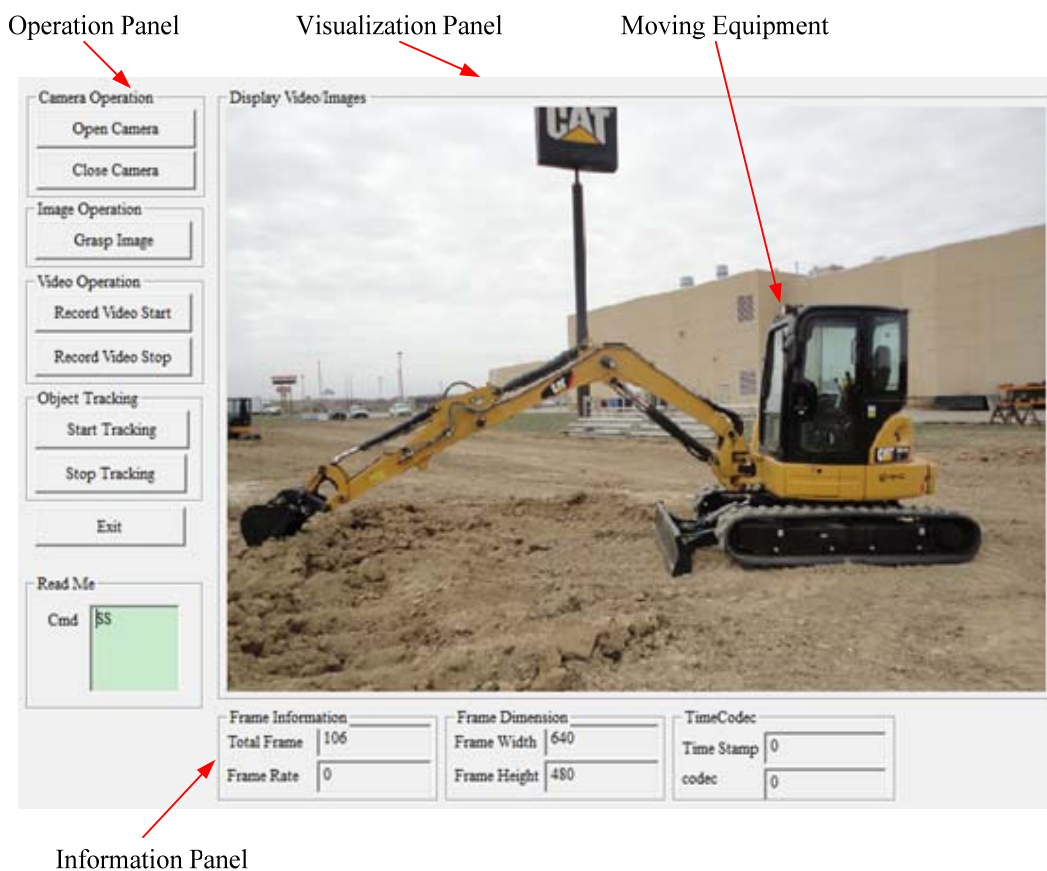 Operation Panel
Visualization Panel
Moving Equipment
Camera Operation
Open Camera
Close Camera
Image Operation
Grasp Image
Video Operation
Record Video Start
Record Video Stop
Object Tracking
Start Tracking
Stop Tracking
Exit
Read Me
Cmd
SS
Display Video/Images
CAT
CAT
CAT
Frame Information
Total Frame 106
Frame Rate 0
Frame Dimension
Frame Width 640
Frame Height 480
TimeCodec
Time Stamp 0
codec 0
Information Panel